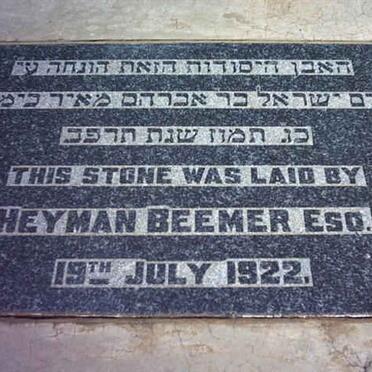 האבן היסודות הזאת הונחה ע׳
ם ישראל בר אברהם מאיר בימ
כג תמוז שנת תרפב
THIS STONE WAS LAID BY
HEYMAN BEEMER ESQ.
19TH JULY 1922.